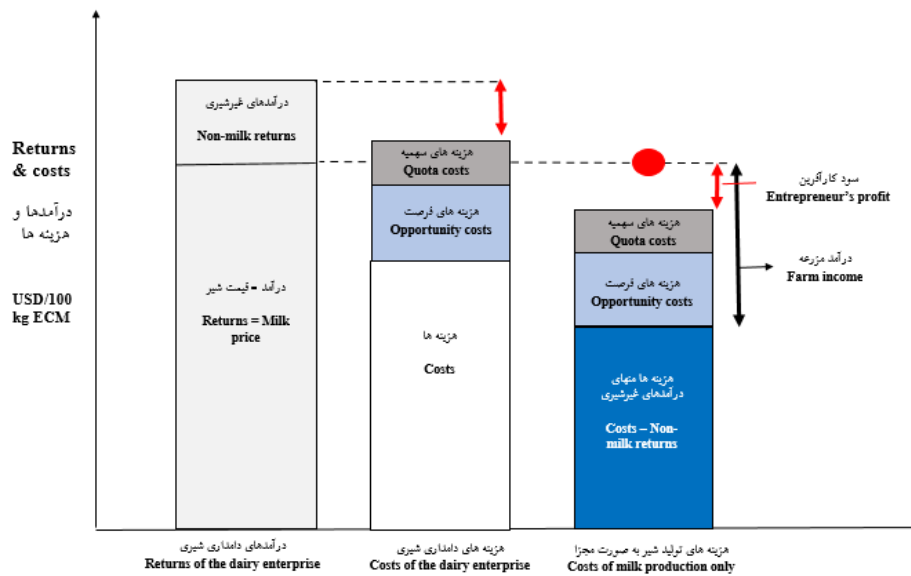 Returns
& costs
درآمدها و
هزینه ها
USD/100
kg ECM
درآمدهای غیرشیری
Non-milk returns
درآمد = قیمت شیر
Returns = Milk
price
هزینه های سهمیه
Quota costs
هزینه های فرصت
Opportunity costs
هزینه ها
Costs
هزینه های سهمیه
Quota costs
هزینه های فرصت
Opportunity costs
هزینه ها منهای
درآمدهای غیرشیری
Costs – Non-
milk returns
سود کارآفرین
Entrepreneur's profit
درآمد مزرعه
Farm income
درآمدهای دامداری شیری
Returns of the dairy enterprise
هزینه های دامداری شیری
Costs of the dairy enterprise
هزینه های تولید شیر به صورت مجزا
Costs of milk production only